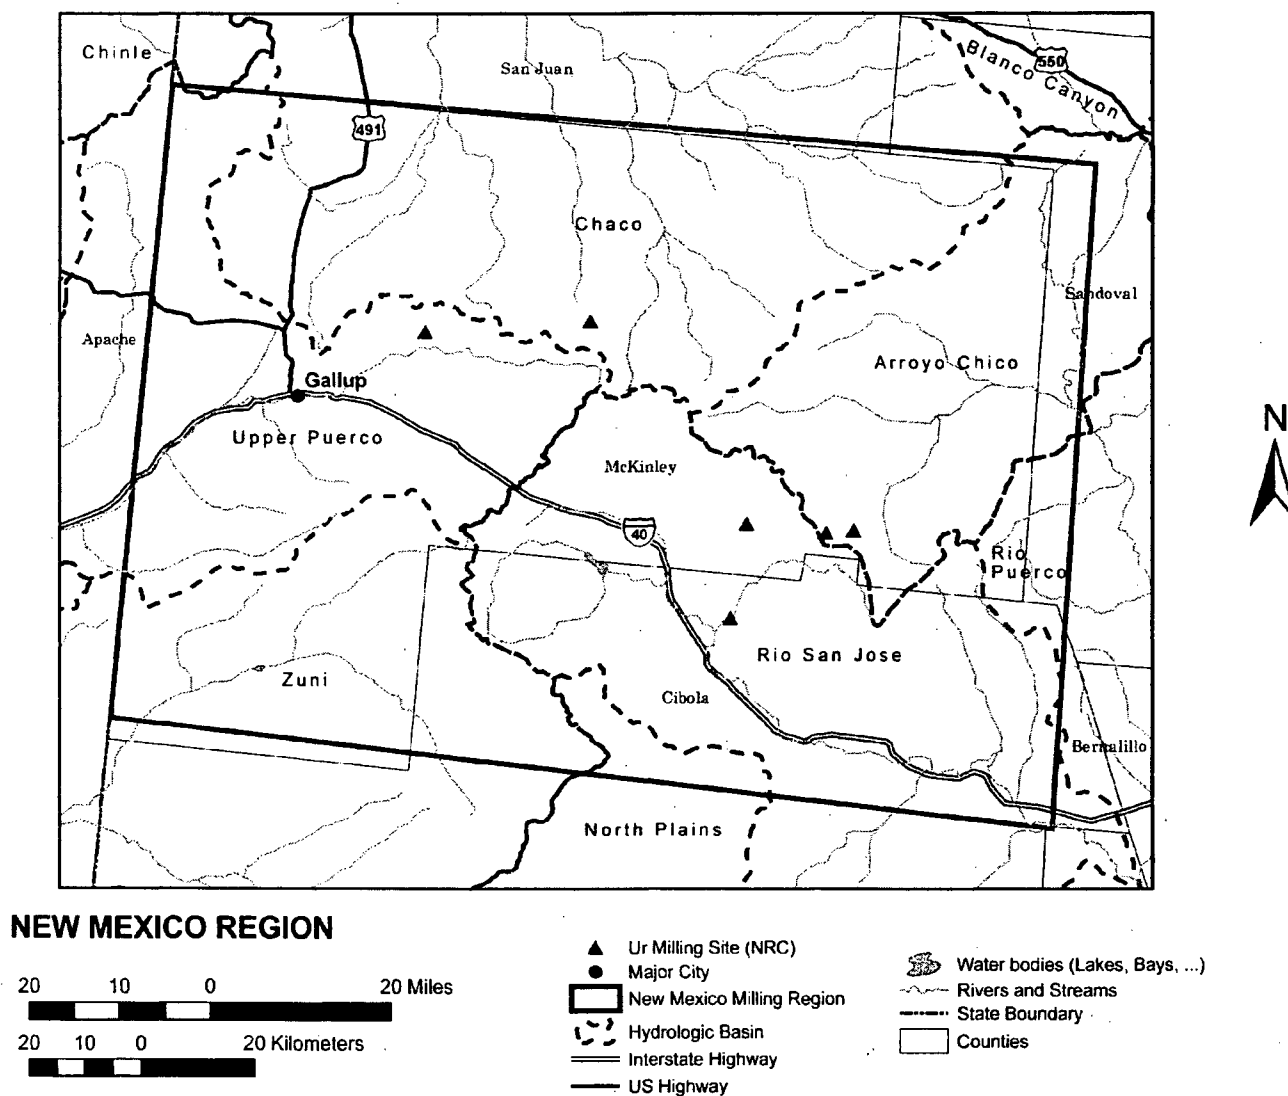 Chinle
San Juan
Blanco Canyon
550
491
Chaco
Sandoval
Apache
Arroyo Chico
Gallup
Upper Puerco
McKinley
N
40
Rio
Puerco
Rio San Jose
Zuni
Cibola
Bernalillo
North Plains
NEW MEXICO REGION
20 10 0 20 Miles
20 10 0 20 Kilometers
Ur Milling Site (NRC)
Major City
New Mexico Milling Region
Hydrologic Basin
Interstate Highway
US Highway
Water bodies (Lakes, Bays, ...)
Rivers and Streams
State Boundary
Counties